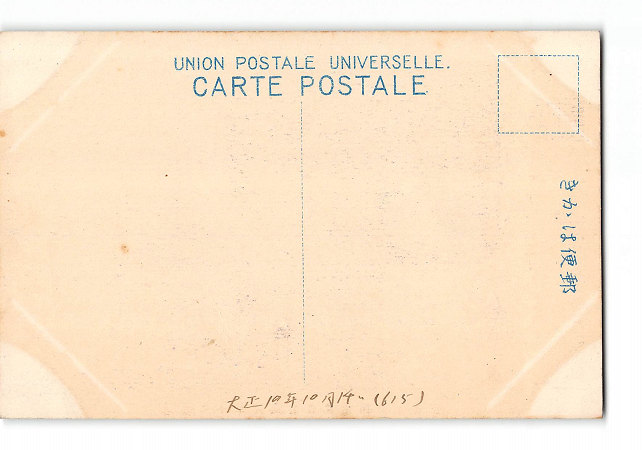 UNION POSTALE UNIVERSELLE.
CARTE POSTALE
きかは便郵
大正10年10月14- (615)